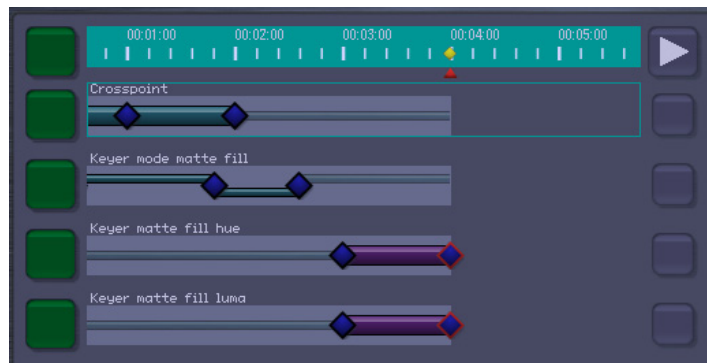 00:01:00 00:02:00 00:03:00 00:04:00 00:05:00
Crosspoint
Keyer mode matte fill
Keyer matte fill hue
Keyer matte fill luma